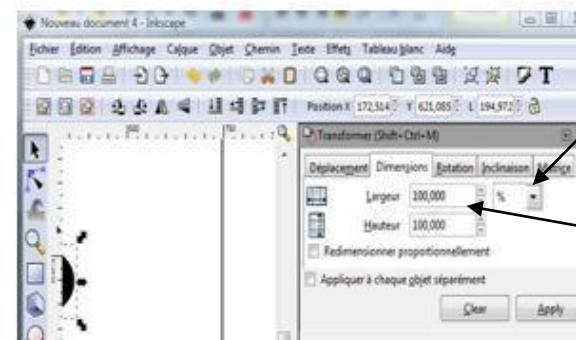 Nouveau document 4 - Inkscape
Fichier Édition Affichage Calque Objet Chemin Texte Effets Tableau blanc Aide
Position X 172,514 Y 621,085 L 194,972
Transformer (Shift+Ctrl+M)
Déplacement Dimensions Rotation Inclinaison Matrice
Largeur 100,000 %
Hauteur 100,000
Redimensionner proportionnellement
Appliquer à chaque objet séparément
Clear Apply